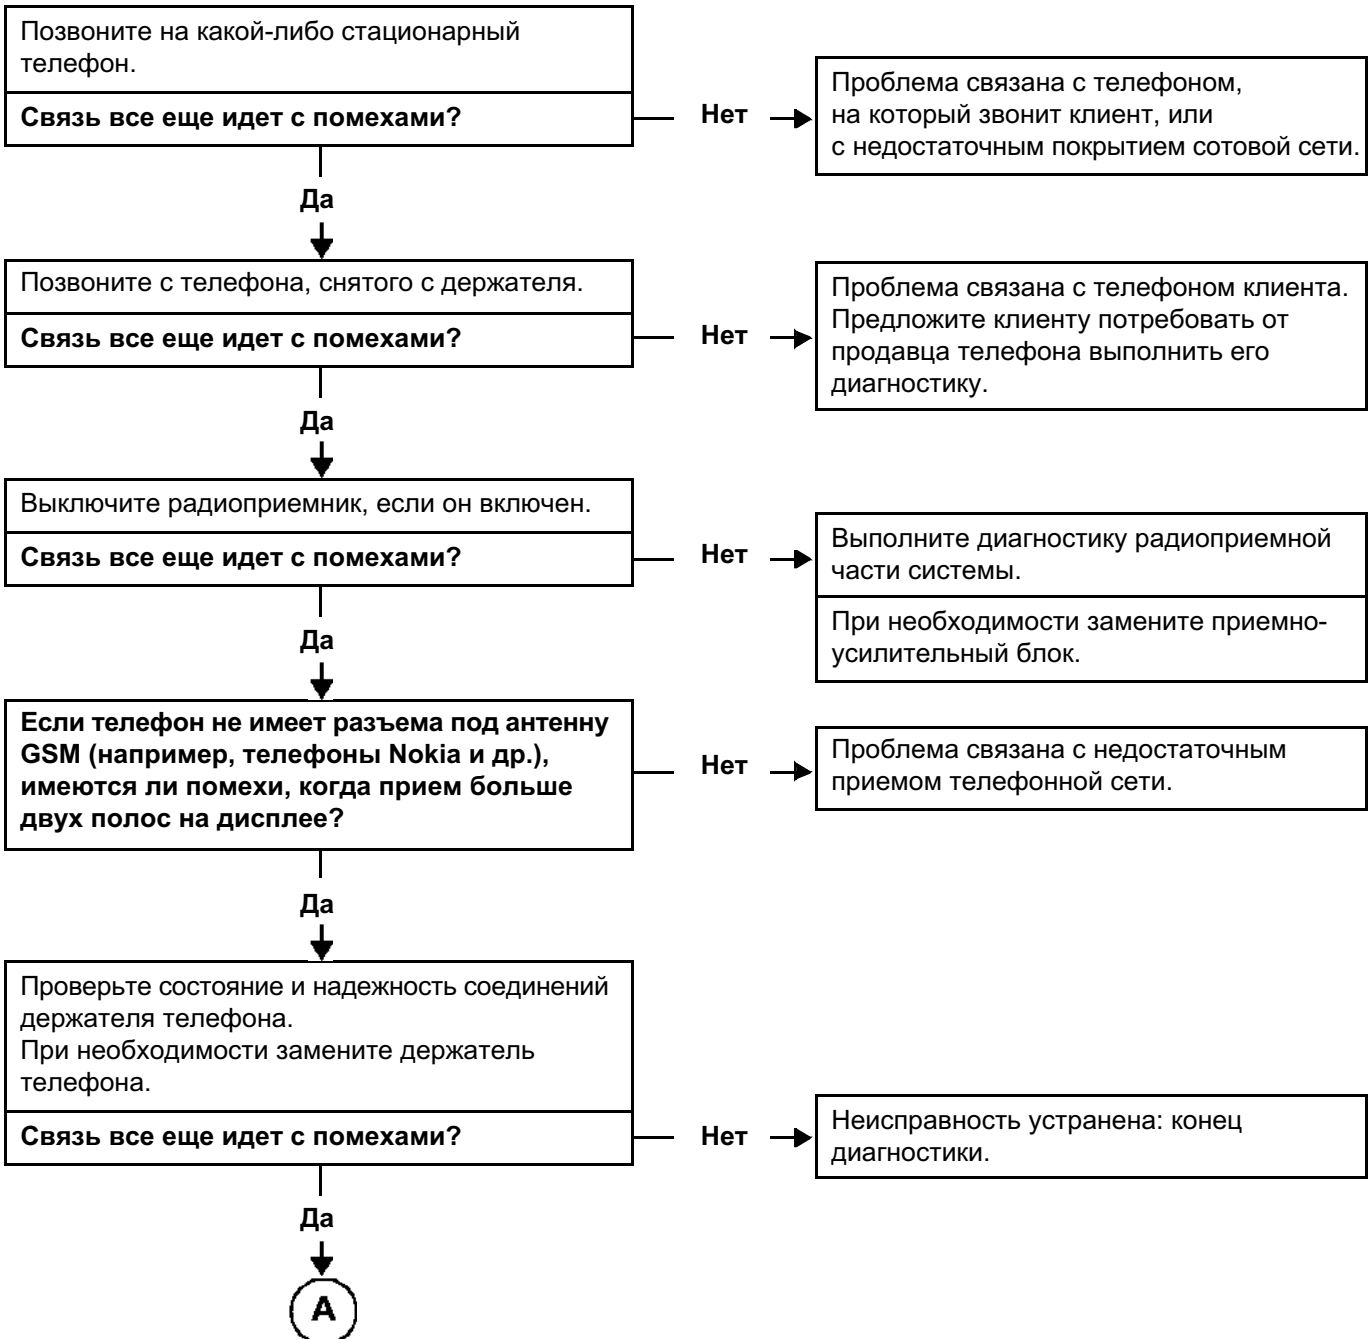 Позвоните на какой-либо стационарный
телефон.
Связь все еще идет с помехами?
Нет
Проблема связана с телефоном,
на который звонит клиент, или
с недостаточным покрытием сотовой сети.
Да
Позвоните с телефона, снятого с держателя.
Связь все еще идет с помехами?
Нет
Проблема связана с телефоном клиента.
Предложите клиенту потребовать от
продавца телефона выполнить его
диагностику.
Да
Выключите радиоприемник, если он включен.
Связь все еще идет с помехами?
Нет
Выполните диагностику радиоприемной
части системы.
При необходимости замените приемно-
усилительный блок.
Да
Если телефон не имеет разъема под антенну
GSM (например, телефоны Nokia и др.),
имеются ли помехи, когда прием больше
двух полос на дисплее?
Нет
Проблема связана с недостаточным
приемом телефонной сети.
Да
Проверьте состояние и надежность соединений
держателя телефона.
При необходимости замените держатель
телефона.
Связь все еще идет с помехами?
Нет
Неисправность устранена: конец
диагностики.
Да
A